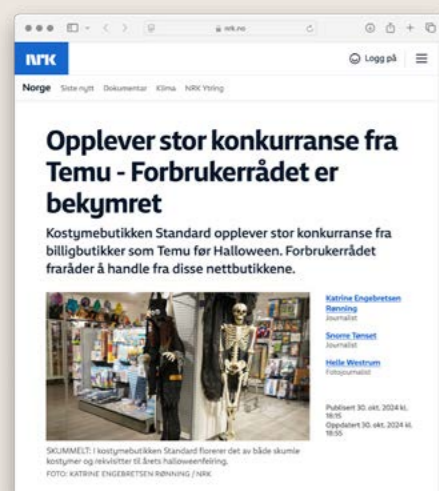 nrk.no
NRK
Logg på
Norge Siste nytt Dokumentar Klima NRK Ytring
Opplever stor konkurranse fra
Temu - Forbrukerrådet er
bekymret
Kostymebutikken Standard opplever stor konkurranse fra
billigbutikker som Temu før Halloween. Forbrukerrådet
fraråder å handle fra disse nettbutikkene.
Katrine Engebretsen
Rønning
Journalist
Snorre Tønset
Journalist
Helle Westrum
Fotojournalist
Publisert 30. okt. 2024 kl.
18:15
Oppdatert 30. okt. 2024 kl.
18:55
SKUMMELT: I kostymebutikken Standard florerer det av både skumle
kostymer og rekvisitter til årets halloweenfeiring.
FOTO: KATRINE ENGEBRETSEN RØNNING / NRK